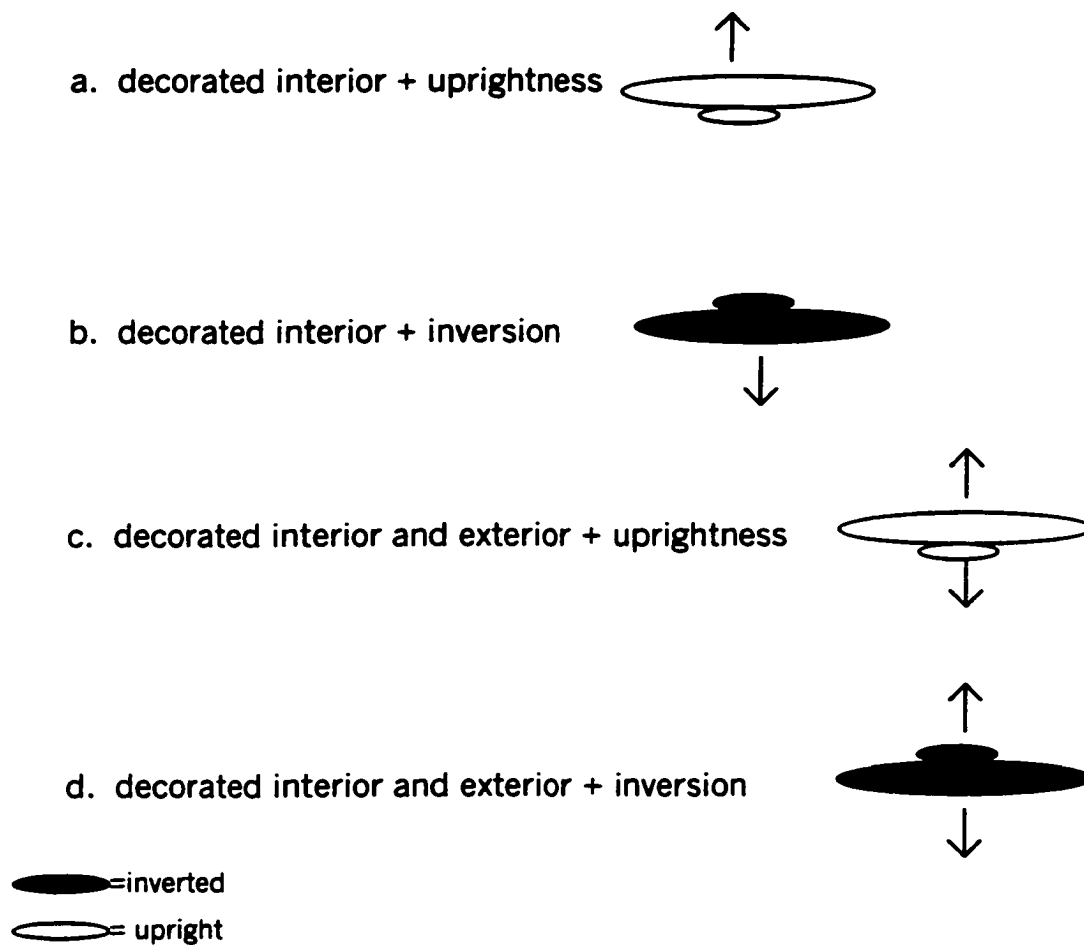 a. decorated interior + uprightness
b. decorated interior + inversion
c. decorated interior and exterior + uprightness
d. decorated interior and exterior + inversion
=inverted
= upright